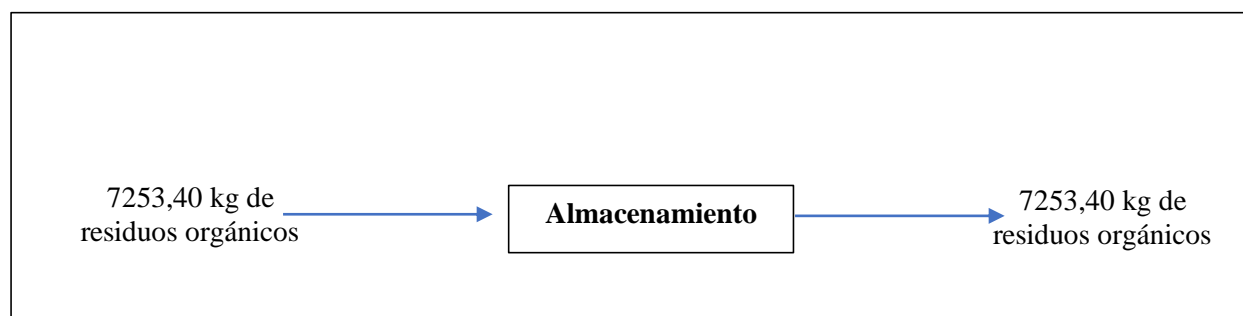 7253,40 kg de
residuos orgánicos
Almacenamiento
7253,40 kg de
residuos orgánicos